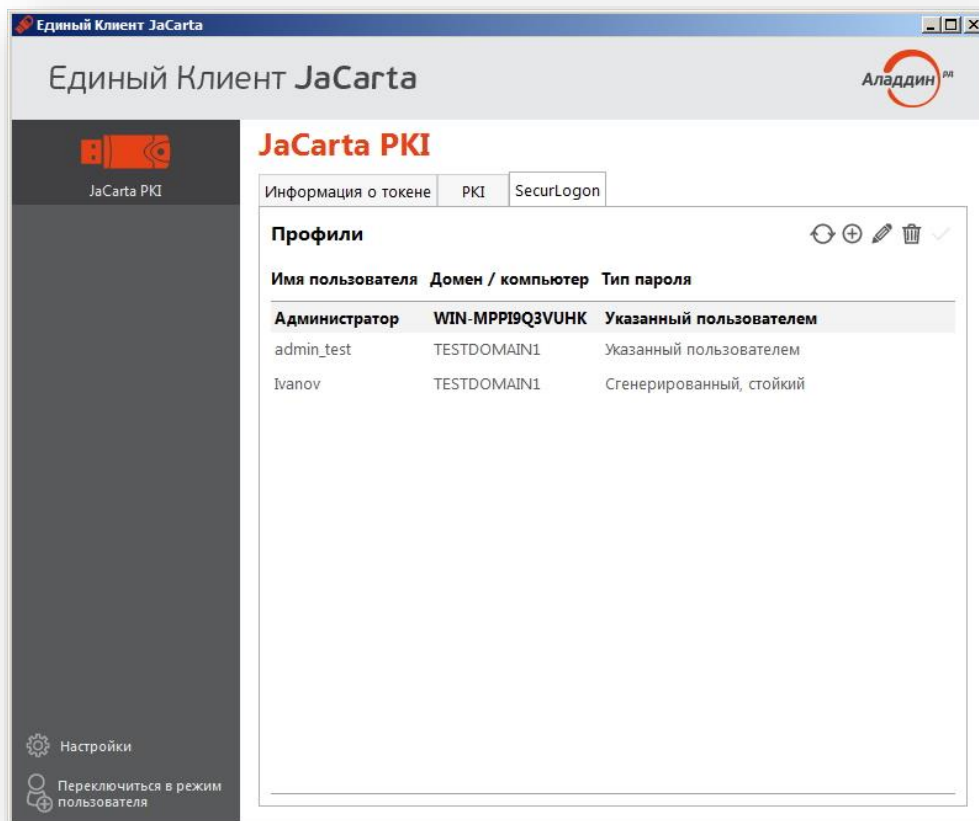 Единый Клиент JaCarta
Единый Клиент JaCarta
Аладдин РД
JaCarta PKI
JaCarta PKI
Информация о токене PKI SecurLogon
Профили
Имя пользователя Домен / компьютер Тип пароля
Администратор WIN-MPPI9Q3VUHK Указанный пользователем
admin_test TESTDOMAIN1 Указанный пользователем
Ivanov TESTDOMAIN1 Сгенерированный, стойкий
Настройки
Переключиться в режим
пользователя